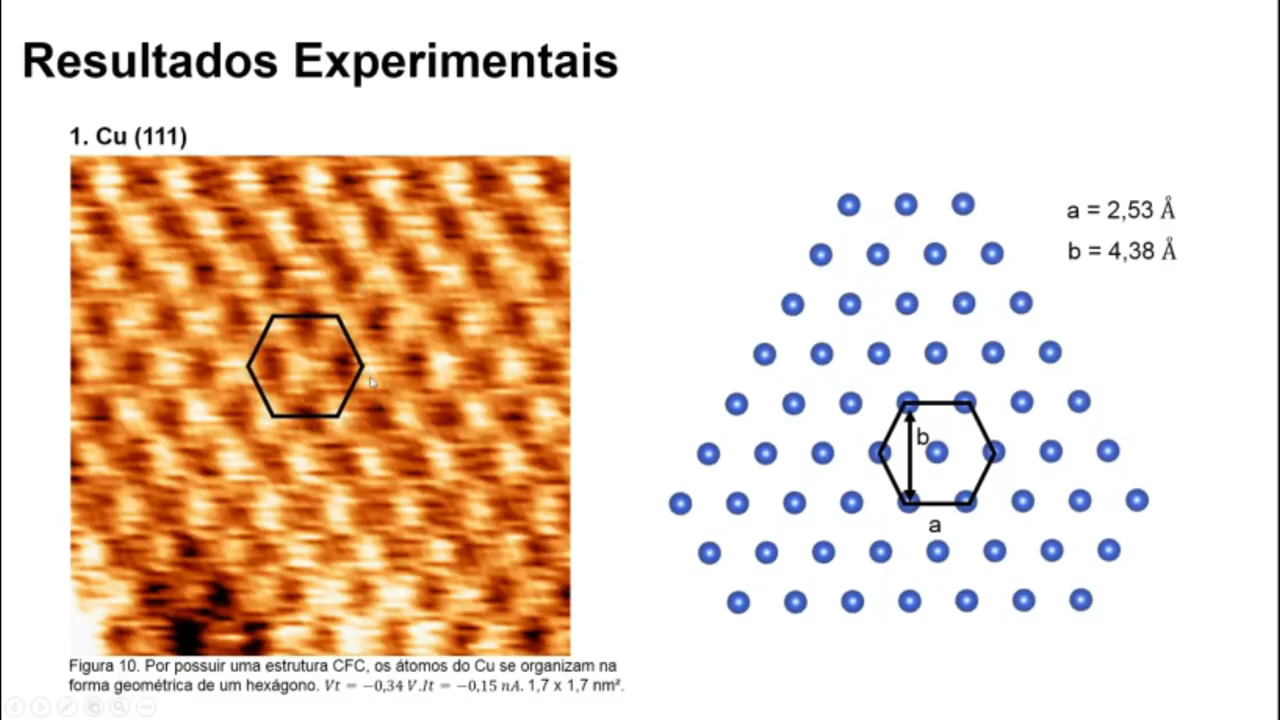 Resultados Experimentais
1. Cu (111)
a = 2,53 Å
b = 4,38 Å
b
a
Figura 10. Por possuir uma estrutura CFC, os átomos do Cu se organizam na
forma geométrica de um hexágono. Vt = −0,34 V.It = −0,15 nA. 1,7 x 1,7 nm².